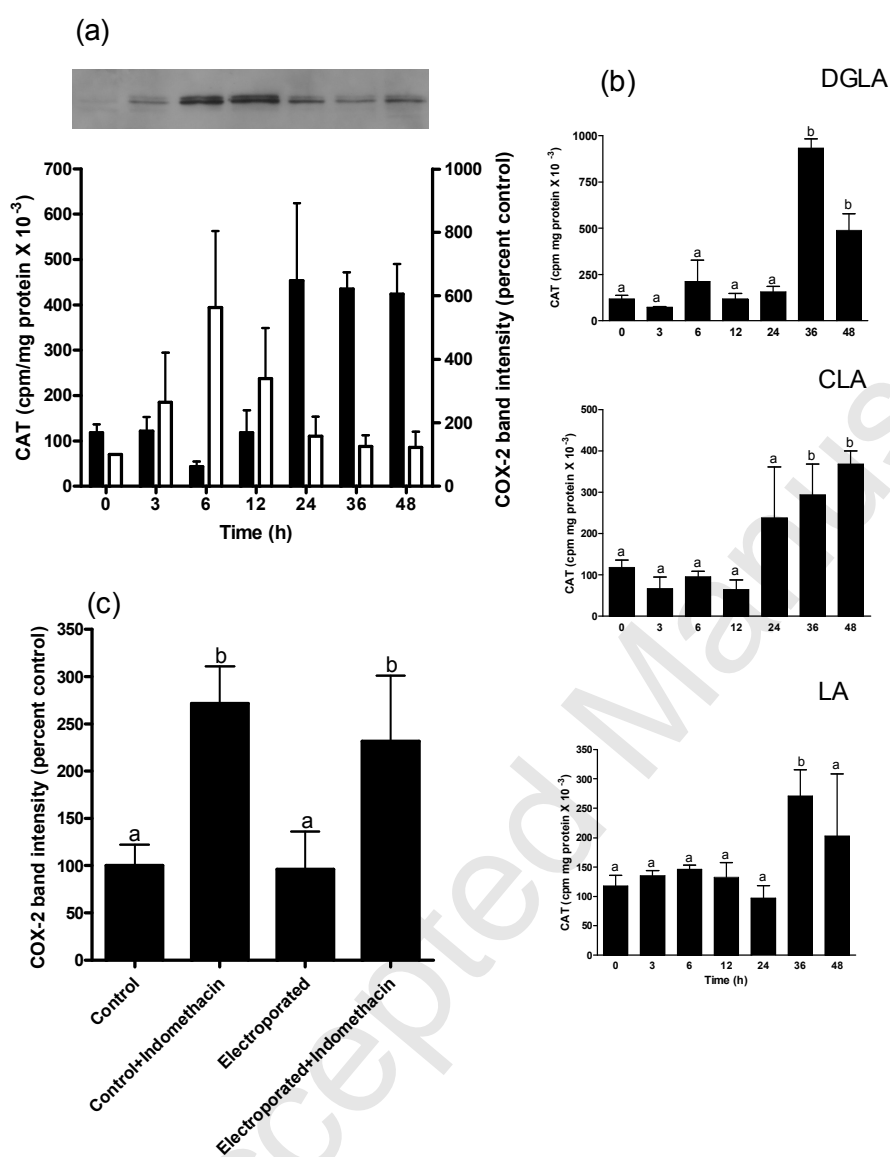 (a)
700
600
500
400
300
200
100
0
CAT (cpm/mg protein X 10⁻³)
1000
800
600
400
200
0
COX-2 band intensity (percent control)
0 3 6 12 24 36 48
Time (h)
(b)
DGLA
1000
750
500
250
0
CAT (cpm mg protein X 10⁻³)
a a a a a b b
0 3 6 12 24 36 48
CLA
500
400
300
200
100
0
CAT (cpm mg protein X 10⁻³)
a a a a a b b
0 3 6 12 24 36 48
LA
350
300
250
200
150
100
50
0
CAT (cpm mg protein X 10⁻³)
a a a a a b a
0 3 6 12 24 36 48
Time (h)
(c)
350
300
250
200
150
100
50
0
COX-2 band intensity (percent control)
a b a b
Control
Control+Indomethacin
Electroporated
Electroporated+Indomethacin
cepted Manus